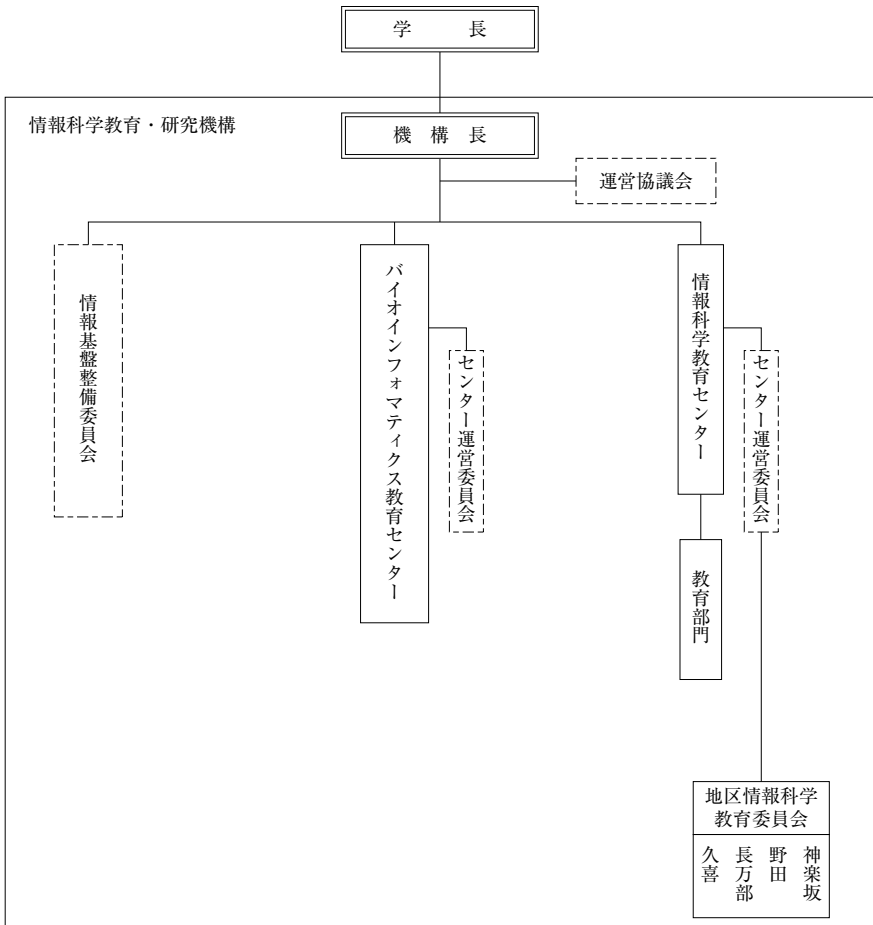 学長
情報科学教育・研究機構
機構長
運営協議会
情報科学教育センター
センター運営委員会
バイオインフォマティクス教育センター
センター運営委員会
情報基盤整備委員会
教育部門
地区情報科学
教育委員会
神楽坂
野田
長万部
久喜